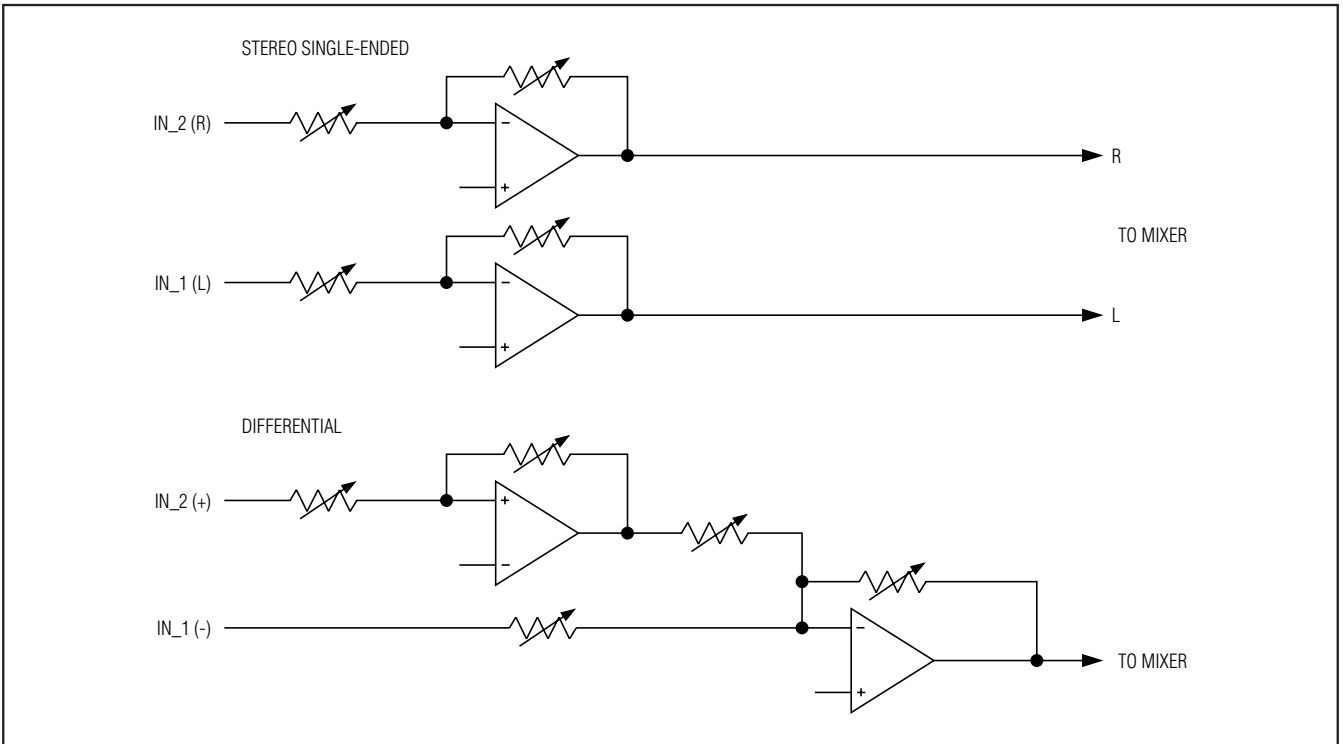 STEREO SINGLE-ENDED
IN_2 (R)
−
+
R
TO MIXER
IN_1 (L)
−
+
L
DIFFERENTIAL
IN_2 (+)
+
−
IN_1 (-)
−
+
TO MIXER